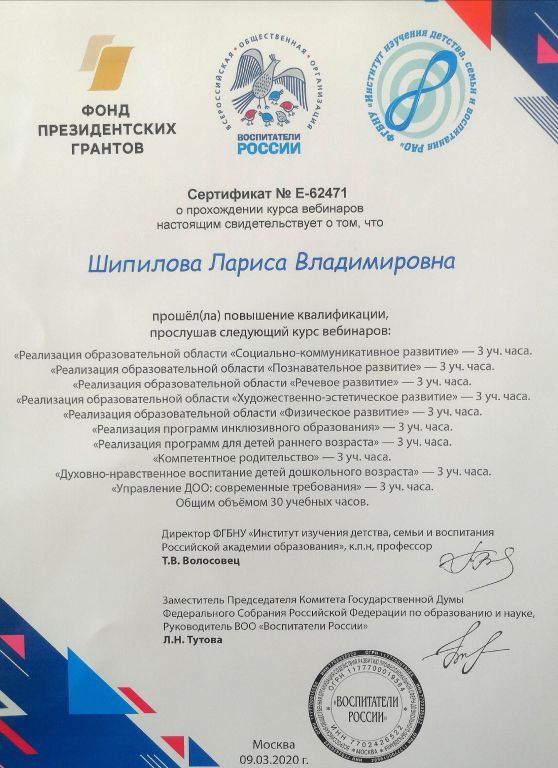 ФОНД
ПРЕЗИДЕНТСКИХ
ГРАНТОВ
ВСЕРОССИЙСКАЯ • ОБЩЕСТВЕННАЯ • ОРГАНИЗАЦИЯ
ВОСПИТАТЕЛИ
РОССИИ
ФГБНУ «Институт изучения детства, семьи и воспитания РАО»
Сертификат № Е-62471
о прохождении курса вебинаров
настоящим свидетельствует о том, что
Шипилова Лариса Владимировна
прошёл(ла) повышение квалификации,
прослушав следующий курс вебинаров:
«Реализация образовательной области «Социально-коммуникативное развитие» — 3 уч. часа.
«Реализация образовательной области «Познавательное развитие» — 3 уч. часа.
«Реализация образовательной области «Речевое развитие» — 3 уч. часа.
«Реализация образовательной области «Художественно-эстетическое развитие» — 3 уч. часа.
«Реализация образовательной области «Физическое развитие» — 3 уч. часа.
«Реализация программ инклюзивного образования» — 3 уч. часа.
«Реализация программ для детей раннего возраста» — 3 уч. часа.
«Компетентное родительство» — 3 уч. часа.
«Духовно-нравственное воспитание детей дошкольного возраста» — 3 уч. часа.
«Управление ДОО: современные требования» — 3 уч. часа.
Общим объёмом 30 учебных часов.
Директор ФГБНУ «Институт изучения детства, семьи и воспитания
Российской академии образования», к.п.н, профессор
Т.В. Волосовец
Заместитель Председателя Комитета Государственной Думы
Федерального Собрания Российской Федерации по образованию и науке,
Руководитель ВОО «Воспитатели России»
Л.Н. Тутова
ОГРН 1177700019584
«ВОСПИТАТЕЛИ
РОССИИ»
ИНН 7702426522
МОСКВА
Москва
09.03.2020 г.